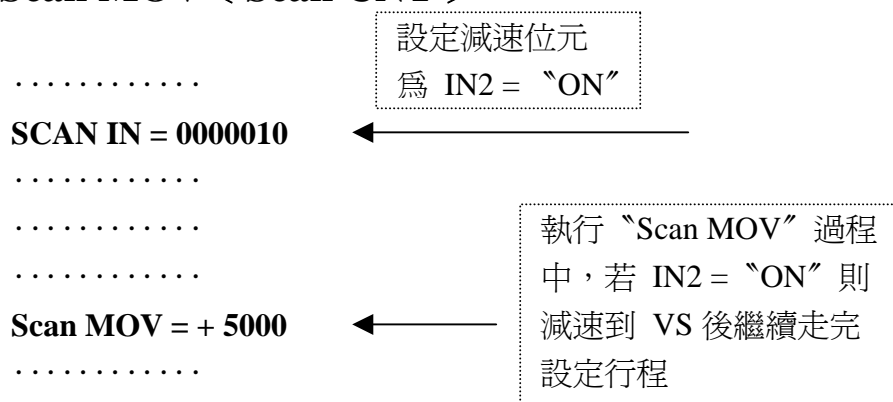 設定減速位元
為 IN2 = 〝ON〞
............
SCAN IN = 0000010
............
............
............
Scan MOV = + 5000
............
執行〝Scan MOV〞過程
中，若 IN2 = 〝ON〞則
減速到 VS 後繼續走完
設定行程